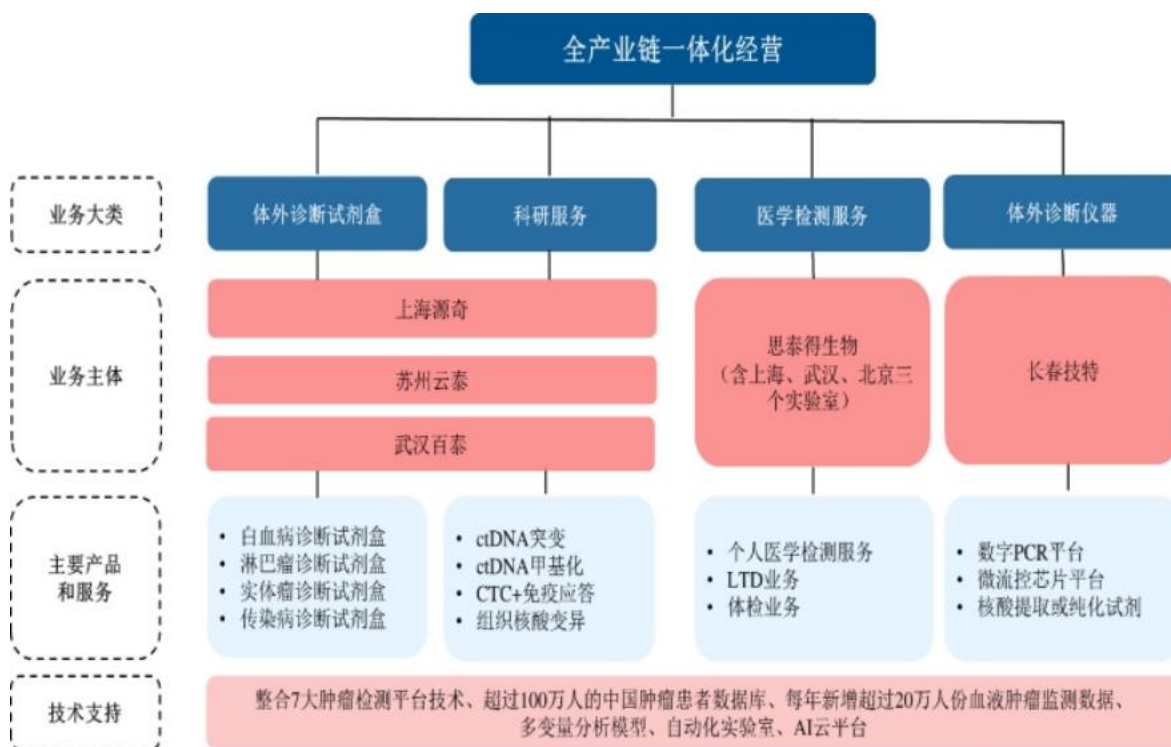 全产业链一体化经营
业务大类
体外诊断试剂盒
科研服务
医学检测服务
体外诊断仪器
业务主体
上海源奇
苏州云泰
武汉百泰
思泰得生物
（含上海、武汉、北京三
个实验室）
长春技特
主要产品
和服务
• 白血病诊断试剂盒
• 淋巴瘤诊断试剂盒
• 实体瘤诊断试剂盒
• 传染病诊断试剂盒
• ctDNA突变
• ctDNA甲基化
• CTC+免疫应答
• 组织核酸变异
• 个人医学检测服务
• LTD业务
• 体检业务
• 数字PCR平台
• 微流控芯片平台
• 核酸提取或纯化试剂
技术支持
整合7大肿瘤检测平台技术、超过100万人的中国肿瘤患者数据库、每年新增超过20万人份血液肿瘤监测数据、
多变量分析模型、自动化实验室、AI云平台